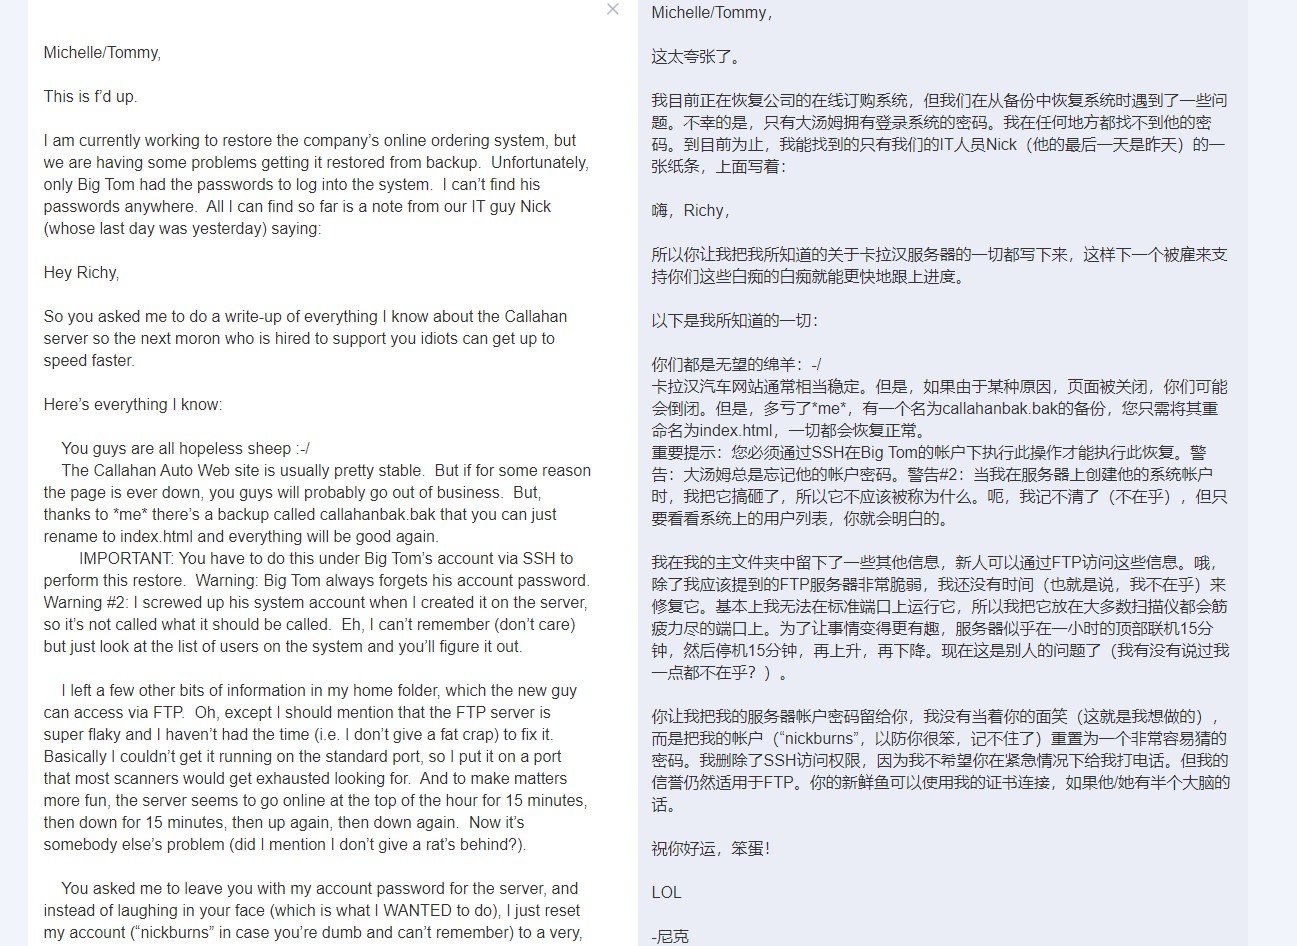 Michelle/Tommy,
This is f’d up.
I am currently working to restore the company’s online ordering system, but
we are having some problems getting it restored from backup.  Unfortunately,
only Big Tom had the passwords to log into the system.  I can’t find his
passwords anywhere.  All I can find so far is a note from our IT guy Nick
(whose last day was yesterday) saying:
Hey Richy,
So you asked me to do a write-up of everything I know about the Callahan
server so the next moron who is hired to support you idiots can get up to
speed faster.
Here’s everything I know:
You guys are all hopeless sheep :-/
The Callahan Auto Web site is usually pretty stable.  But if for some reason
the page is ever down, you guys will probably go out of business.  But,
thanks to *me* there’s a backup called callahanbak.bak that you can just
rename to index.html and everything will be good again.
IMPORTANT: You have to do this under Big Tom’s account via SSH to
perform this restore.  Warning: Big Tom always forgets his account password.
Warning #2: I screwed up his system account when I created it on the server,
so it’s not called what it should be called.  Eh, I can’t remember (don’t care)
but just look at the list of users on the system and you’ll figure it out.
I left a few other bits of information in my home folder, which the new guy
can access via FTP.  Oh, except I should mention that the FTP server is
super flaky and I haven’t had the time (i.e. I don’t give a fat crap) to fix it.
Basically I couldn’t get it running on the standard port, so I put it on a port
that most scanners would get exhausted looking for.  And to make matters
more fun, the server seems to go online at the top of the hour for 15 minutes,
then down for 15 minutes, then up again, then down again.  Now it’s
somebody else’s problem (did I mention I don’t give a rat’s behind?).
You asked me to leave you with my account password for the server, and
instead of laughing in your face (which is what I WANTED to do), I just reset
my account (“nickburns” in case you’re dumb and can’t remember) to a very,
Michelle/Tommy，
这太夸张了。
我目前正在恢复公司的在线订购系统，但我们在从备份中恢复系统时遇到了一些问
题。不幸的是，只有大汤姆拥有登录系统的密码。我在任何地方都找不到他的密
码。到目前为止，我能找到的只有我们的IT人员Nick（他的最后一天是昨天）的一
张纸条，上面写着：
嗨，Richy，
所以你让我把我所知道的关于卡拉汉服务器的一切都写下来，这样下一个被雇来支
持你们这些白痴的白痴就能更快地跟上进度。
以下是我所知道的一切：
你们都是无望的绵羊：-/
卡拉汉汽车网站通常相当稳定。但是，如果由于某种原因，页面被关闭，你们可能
会倒闭。但是，多亏了*me*，有一个名为callahanbak.bak的备份，您只需将其重
命名为index.html，一切都会恢复正常。
重要提示：您必须通过SSH在Big Tom的帐户下执行此操作才能执行此恢复。警
告：大汤姆总是忘记他的帐户密码。警告#2：当我在服务器上创建他的系统帐户
时，我把它搞砸了，所以它不应该被称为什么。呃，我记不清了（不在乎），但只
要看看系统上的用户列表，你就会明白的。
我在我的主文件夹中留下了一些其他信息，新人可以通过FTP访问这些信息。哦，
除了我应该提到的FTP服务器非常脆弱，我还没有时间（也就是说，我不在乎）来
修复它。基本上我无法在标准端口上运行它，所以我把它放在大多数扫描仪都会筋
疲力尽的端口上。为了让事情变得更有趣，服务器似乎在一小时的顶部联机15分
钟，然后停机15分钟，再上升，再下降。现在这是别人的问题了（我有没有说过我
一点都不在乎？）。
你让我把我的服务器帐户密码留给你，我没有当着你的面笑（这就是我想做的），
而是把我的帐户（“nickburns”，以防你很笨，记不住了）重置为一个非常容易猜的
密码。我删除了SSH访问权限，因为我不希望你在紧急情况下给我打电话。但我的
信誉仍然适用于FTP。你的新鲜鱼可以使用我的证书连接，如果他/她有半个大脑的
话。
祝你好运，笨蛋！
LOL
-尼克